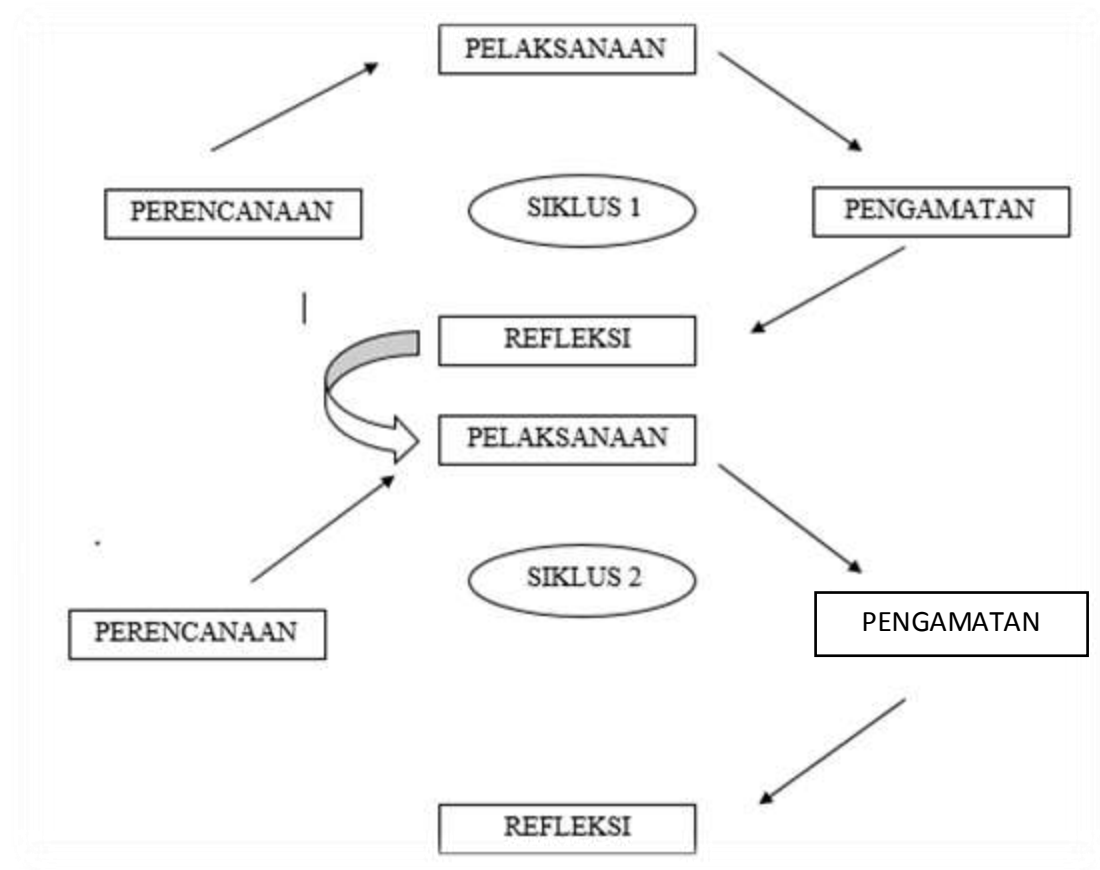 PELAKSANAAN
PERENCANAAN
SIKLUS 1
PENGAMATAN
REFLEKSI
PELAKSANAAN
SIKLUS 2
PERENCANAAN
PENGAMATAN
REFLEKSI